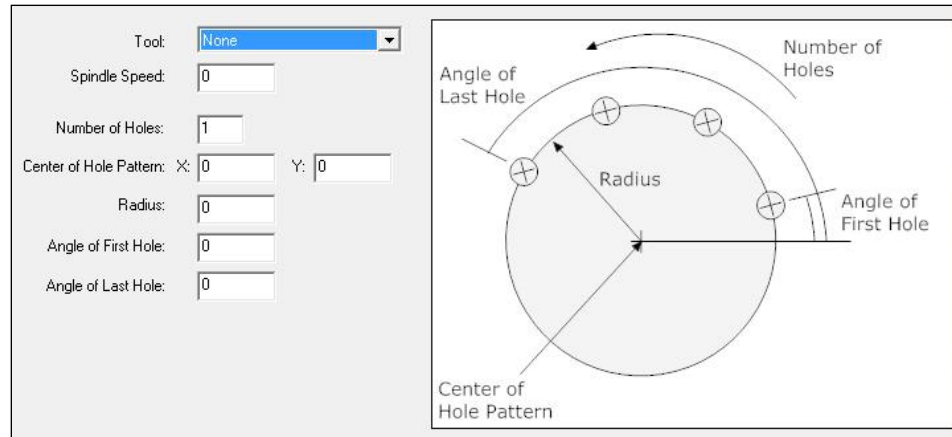 Tool: None
Spindle Speed: 0
Number of Holes: 1
Center of Hole Pattern: X: 0 Y: 0
Radius: 0
Angle of First Hole: 0
Angle of Last Hole: 0
Number of
Holes
Angle of
Last Hole
Radius
Angle of
First Hole
Center of
Hole Pattern